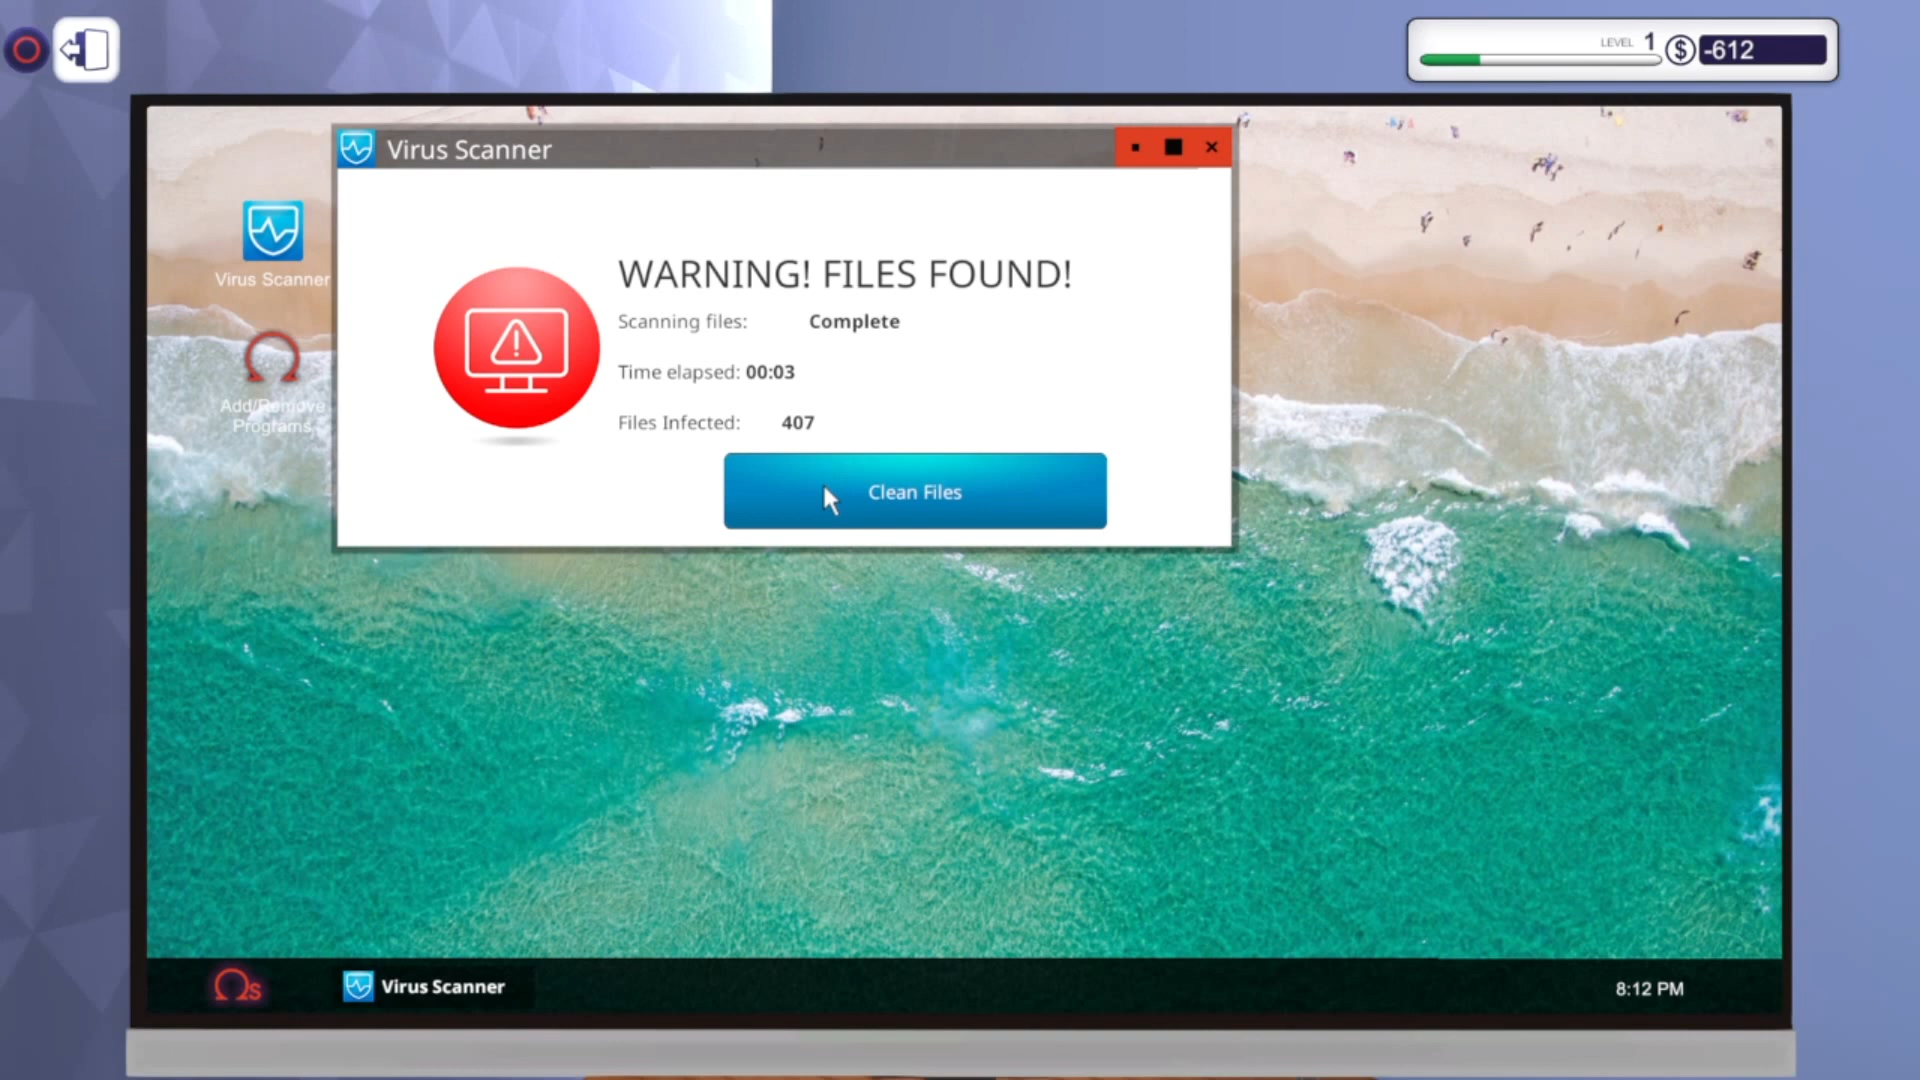 LEVEL 1 $ -612
Virus Scanner
WARNING! FILES FOUND!
Scanning files: Complete
Time elapsed: 00:03
Files Infected: 407
Clean Files
Virus Scanner
Add/Remove
Programs
Ωs
Virus Scanner
8:12 PM